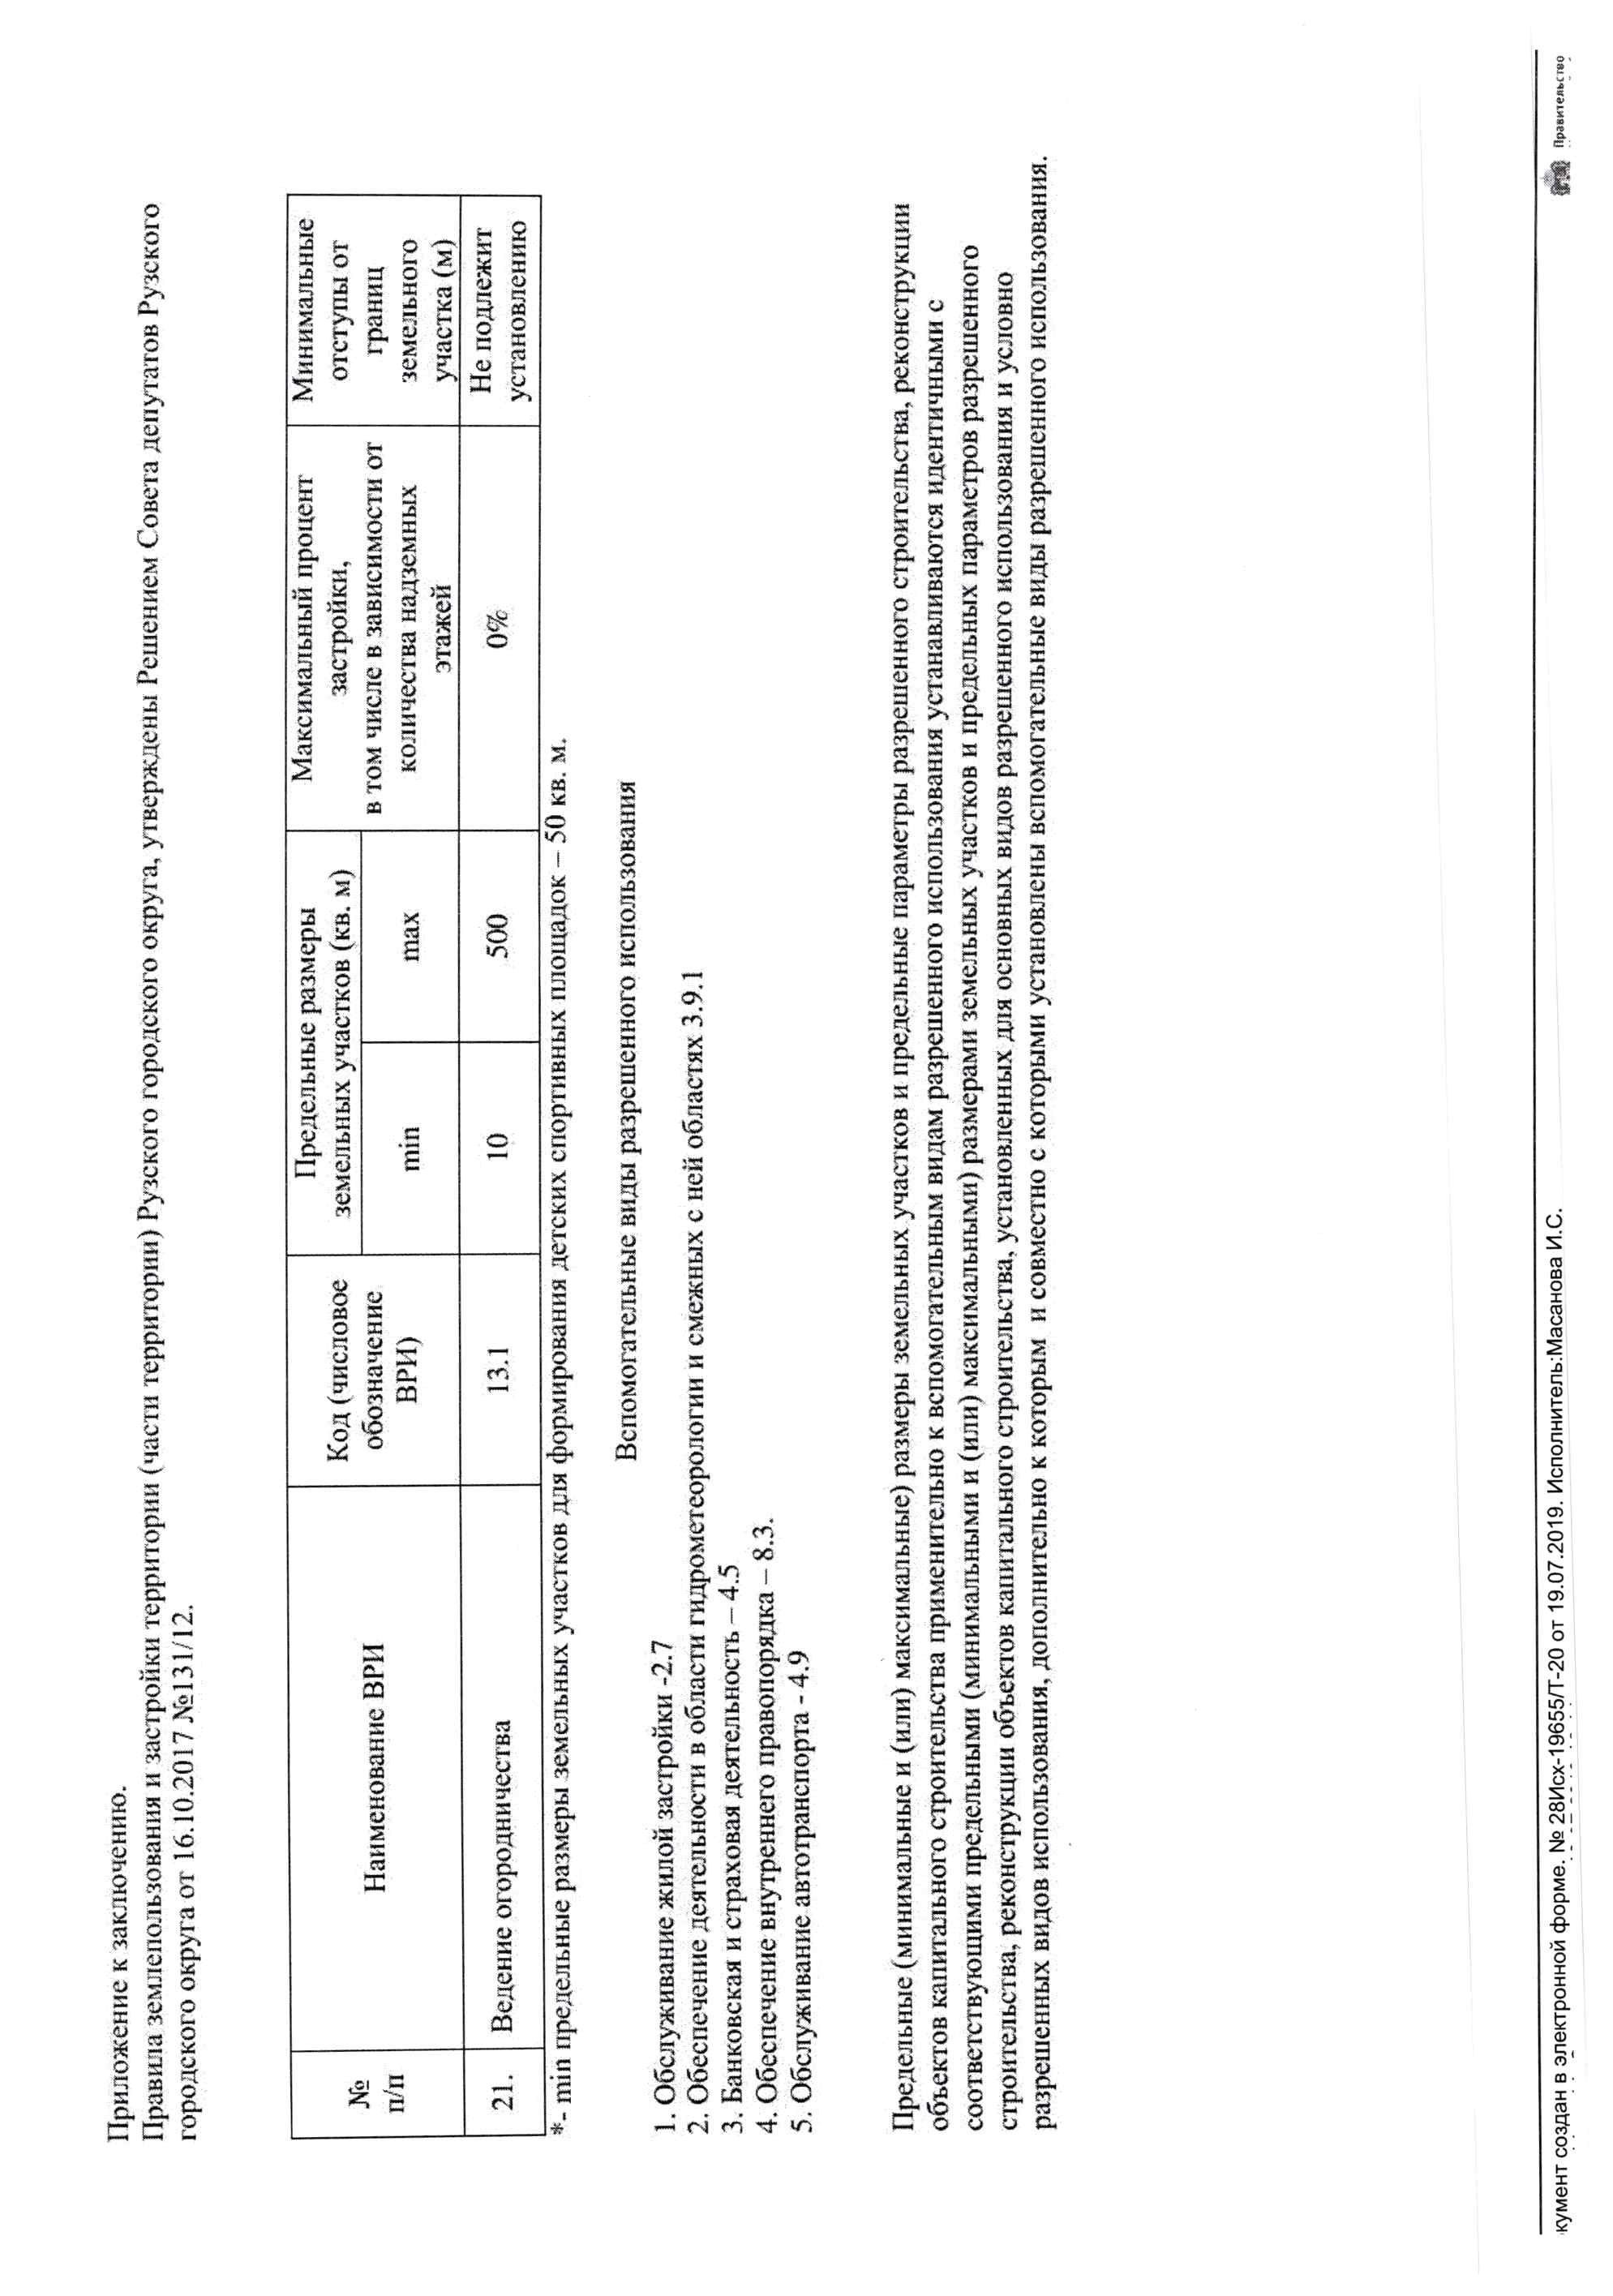 Приложение к заключению.
Правила землепользования и застройки территории (части территории) Рузского городского округа, утверждены Решением Совета депутатов Рузского
городского округа от 16.10.2017 №131/12.
№
п/п
Наименование ВРИ
Код (числовое
обозначение
ВРИ)
Предельные размеры
земельных участков (кв. м)
min
max
Максимальный процент
застройки,
в том числе в зависимости от
количества надземных
этажей
Минимальные
отступы от
границ
земельного
участка (м)
21.
Ведение огородничества
13.1
10
500
0%
Не подлежит
установлению
*- min предельные размеры земельных участков для формирования детских спортивных площадок – 50 кв. м.
Вспомогательные виды разрешенного использования
1. Обслуживание жилой застройки -2.7
2. Обеспечение деятельности в области гидрометеорологии и смежных с ней областях 3.9.1
3. Банковская и страховая деятельность – 4.5
4. Обеспечение внутреннего правопорядка – 8.3.
5. Обслуживание автотранспорта - 4.9
Предельные (минимальные и (или) максимальные) размеры земельных участков и предельные параметры разрешенного строительства, реконструкции
объектов капитального строительства применительно к вспомогательным видам разрешенного использования устанавливаются идентичными с
соответствующими предельными (минимальными и (или) максимальными) размерами земельных участков и предельных параметров разрешенного
строительства, реконструкции объектов капитального строительства, установленных для основных видов разрешенного использования и условно
разрешенных видов использования, дополнительно к которым и совместно с которыми установлены вспомогательные виды разрешенного использования.
кумент создан в электронной форме. № 28Исх-19655/Т-20 от 19.07.2019. Исполнитель:Масанова И.С.
Правительство